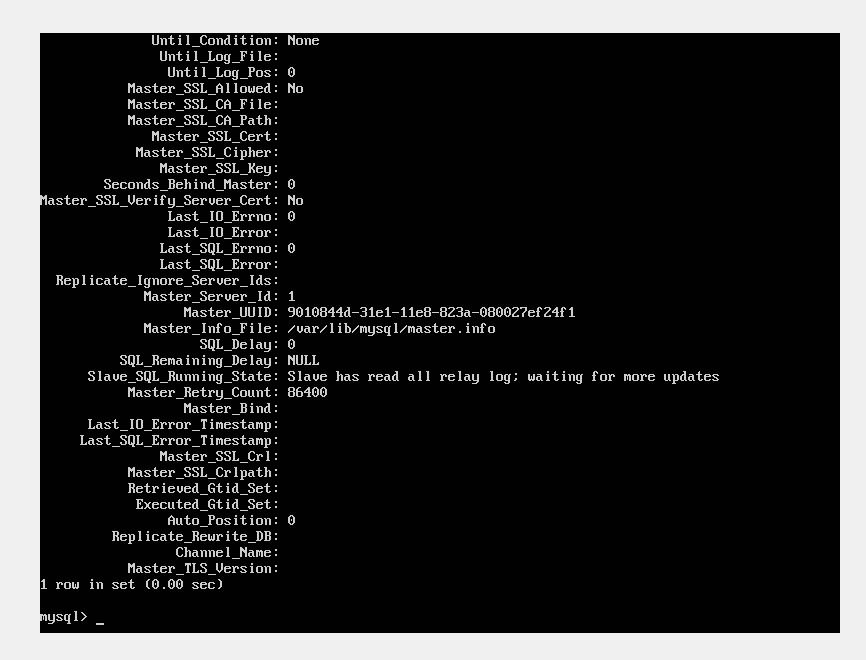 Until_Condition: None
Until_Log_File:
Until_Log_Pos: 0
Master_SSL_Allowed: No
Master_SSL_CA_File:
Master_SSL_CA_Path:
Master_SSL_Cert:
Master_SSL_Cipher:
Master_SSL_Key:
Seconds_Behind_Master: 0
Master_SSL_Verify_Server_Cert: No
Last_IO_Errno: 0
Last_IO_Error:
Last_SQL_Errno: 0
Last_SQL_Error:
Replicate_Ignore_Server_Ids:
Master_Server_Id: 1
Master_UUID: 9010844d-31e1-11e8-823a-080027ef24f1
Master_Info_File: /var/lib/mysql/master.info
SQL_Delay: 0
SQL_Remaining_Delay: NULL
Slave_SQL_Running_State: Slave has read all relay log; waiting for more updates
Master_Retry_Count: 86400
Master_Bind:
Last_IO_Error_Timestamp:
Last_SQL_Error_Timestamp:
Master_SSL_Crl:
Master_SSL_Crlpath:
Retrieved_Gtid_Set:
Executed_Gtid_Set:
Auto_Position: 0
Replicate_Rewrite_DB:
Channel_Name:
Master_TLS_Version:
1 row in set (0.00 sec)
mysql> _